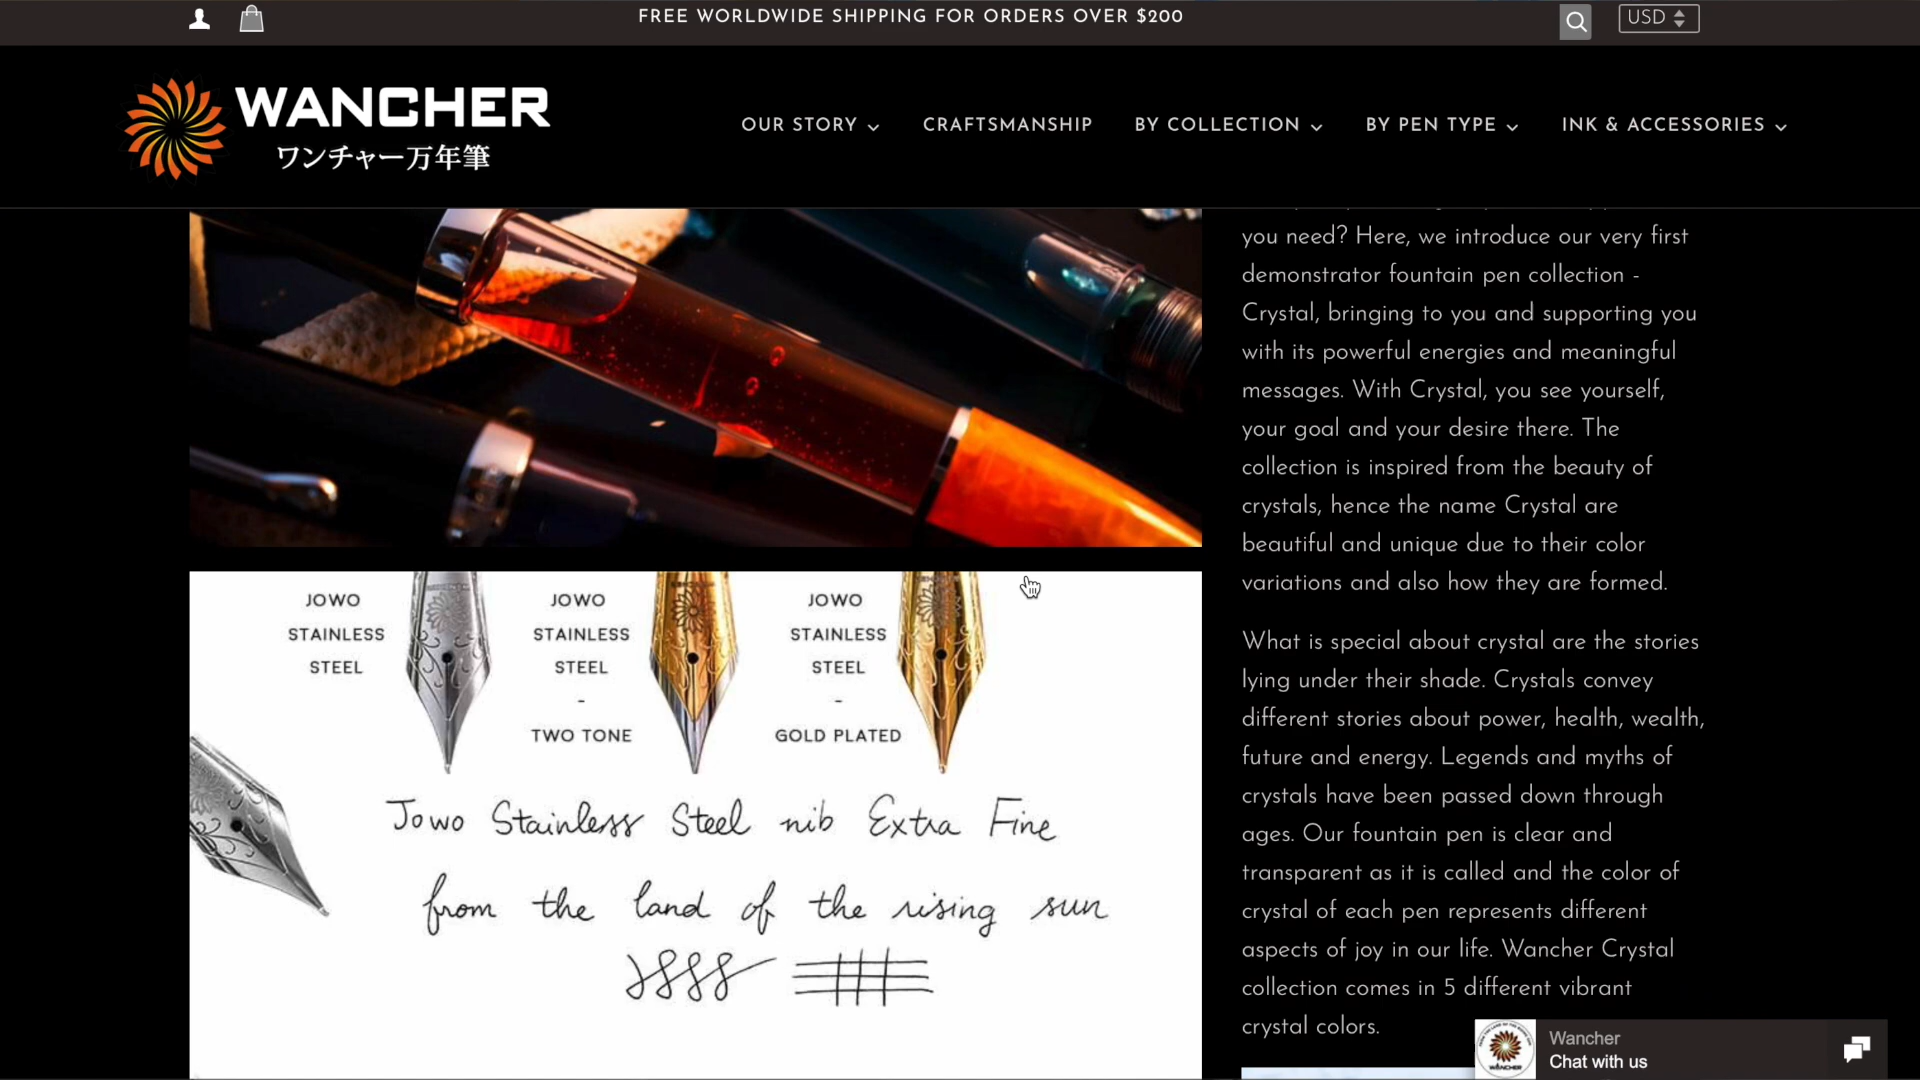 FREE WORLDWIDE SHIPPING FOR ORDERS OVER $200
USD
WANCHER
ワンチャー万年筆
OUR STORY
CRAFTSMANSHIP
BY COLLECTION
BY PEN TYPE
INK & ACCESSORIES
you need? Here, we introduce our very first
demonstrator fountain pen collection -
Crystal, bringing to you and supporting you
with its powerful energies and meaningful
messages. With Crystal, you see yourself,
your goal and your desire there. The
collection is inspired from the beauty of
crystals, hence the name Crystal are
beautiful and unique due to their color
variations and also how they are formed.
What is special about crystal are the stories
lying under their shade. Crystals convey
different stories about power, health, wealth,
future and energy. Legends and myths of
crystals have been passed down through
ages. Our fountain pen is clear and
transparent as it is called and the color of
crystal of each pen represents different
aspects of joy in our life. Wancher Crystal
collection comes in 5 different vibrant
crystal colors.
JOWO
STAINLESS
STEEL
JOWO
STAINLESS
STEEL
-
TWO TONE
JOWO
STAINLESS
STEEL
-
GOLD PLATED
Jowo Stainless Steel nib Extra Fine
from the land of the rising sun
WANCHER
Wancher
Chat with us